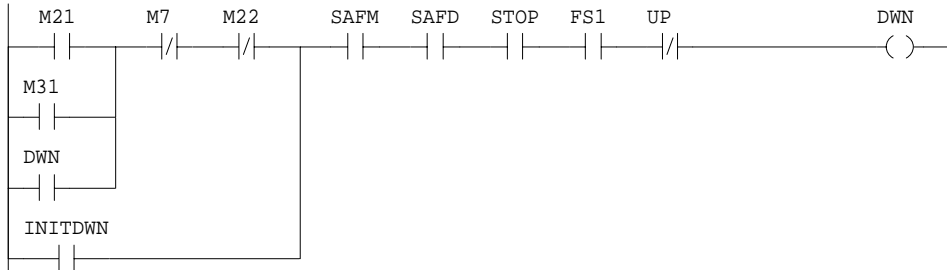 M21 M7 M22 SAFM SAFD STOP FS1 UP DWN
M31
DWN
INITDWN